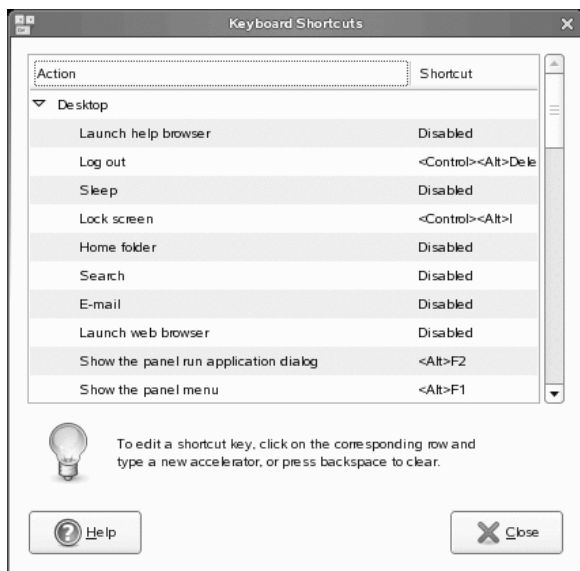 Keyboard Shortcuts
Action Shortcut
Desktop
Launch help browser Disabled
Log out <Control><Alt>Dele
Sleep Disabled
Lock screen <Control><Alt>l
Home folder Disabled
Search Disabled
E-mail Disabled
Launch web browser Disabled
Show the panel run application dialog <Alt>F2
Show the panel menu <Alt>F1
To edit a shortcut key, click on the corresponding row and
type a new accelerator, or press backspace to clear.
Help Close